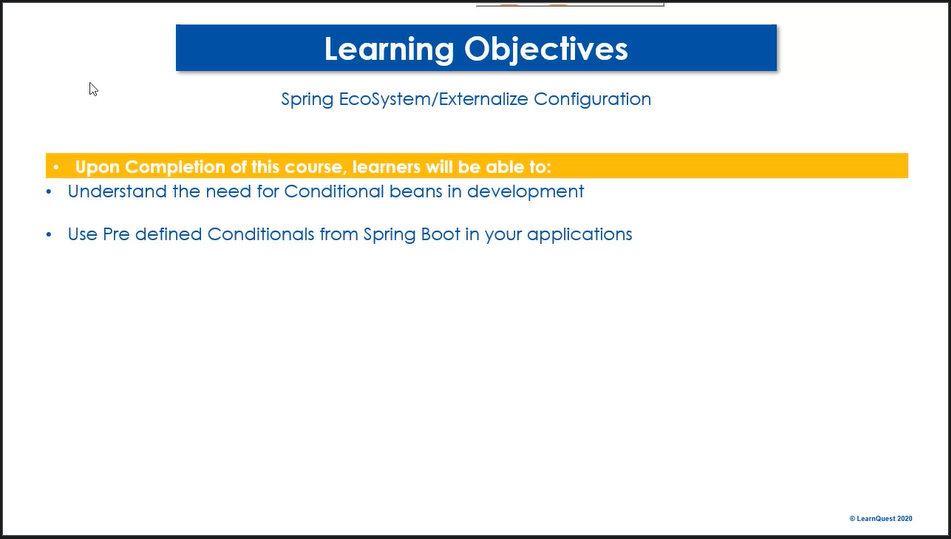 Learning Objectives
Spring EcoSystem/Externalize Configuration
• Upon Completion of this course, learners will be able to:
• Understand the need for Conditional beans in development
• Use Pre defined Conditionals from Spring Boot in your applications
© LearnQuest 2020